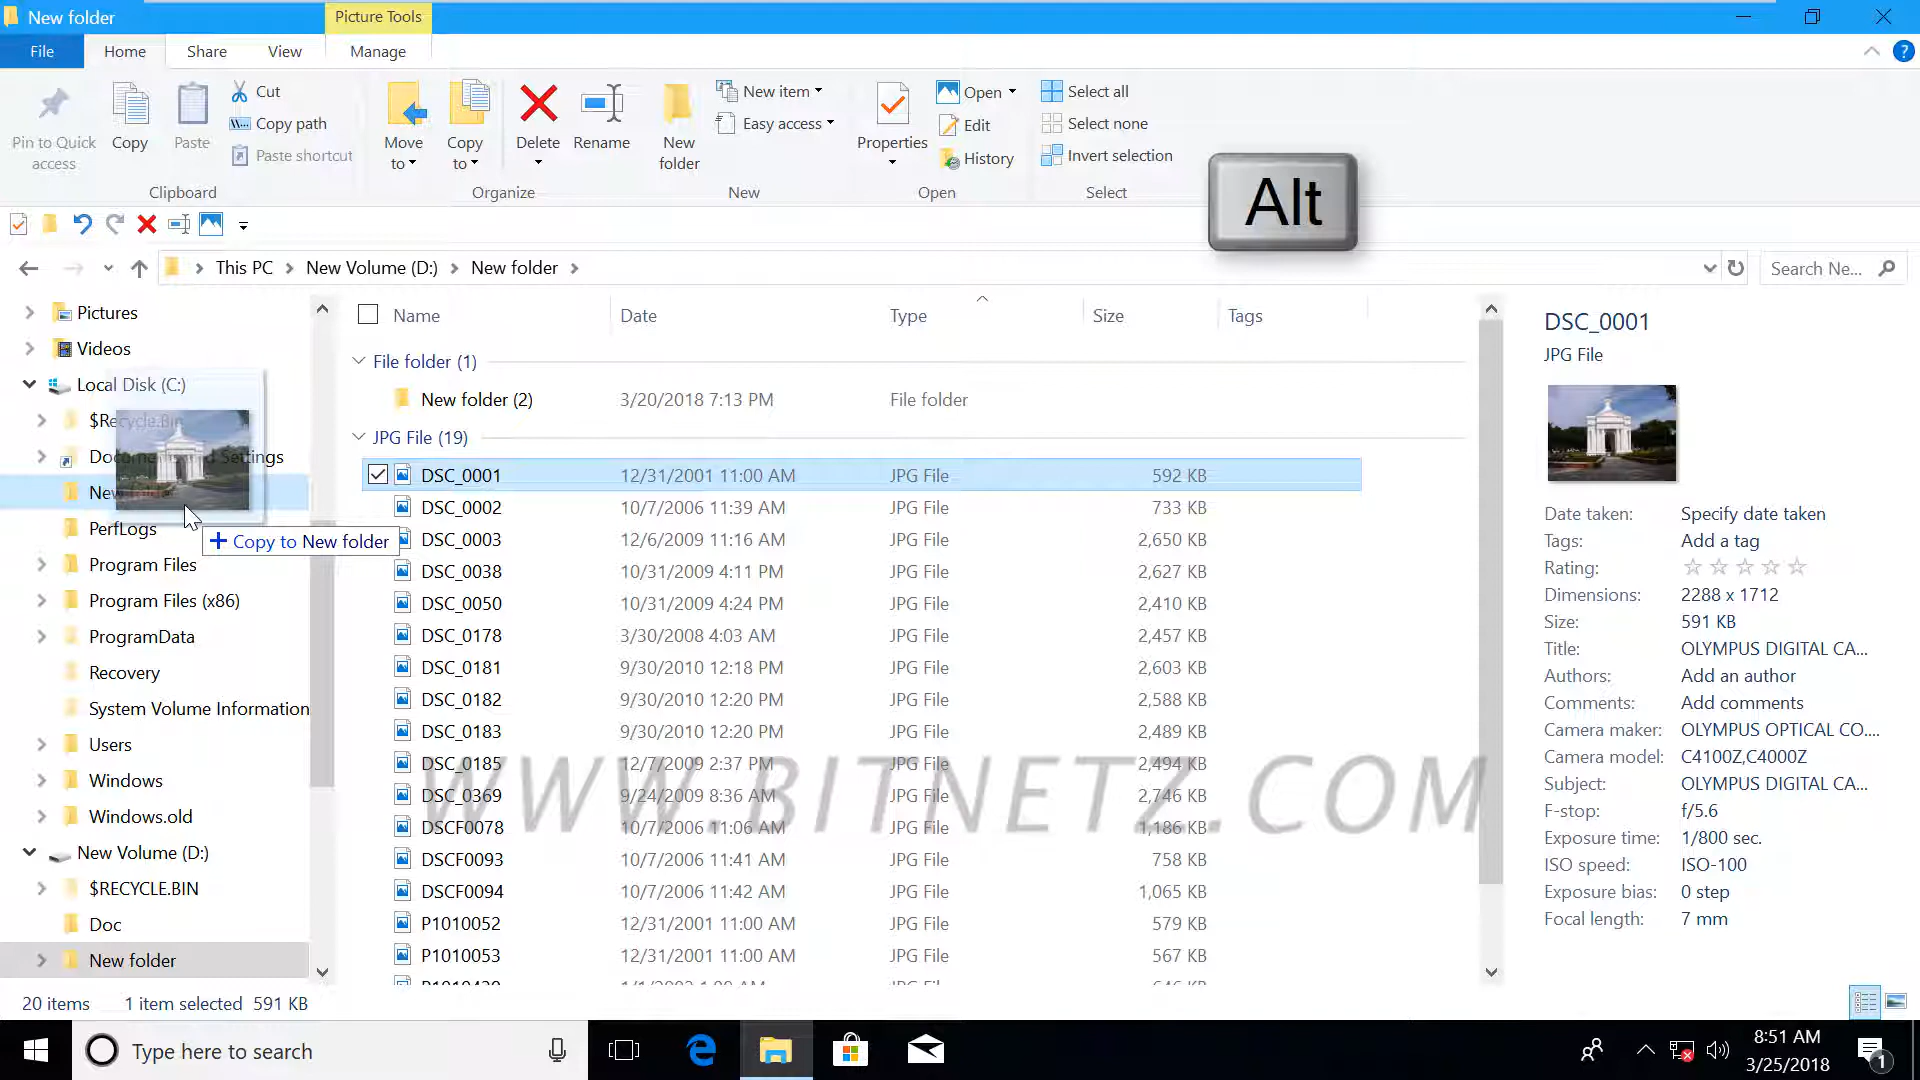 New folder
Picture Tools
File
Home
Share
View
Manage
Pin to Quick access
Copy
Paste
Cut
Copy path
Paste shortcut
Clipboard
Move to
Copy to
Delete
Rename
Organize
New folder
New item
Easy access
New
Properties
Open
Edit
History
Open
Select all
Select none
Invert selection
Select
Alt
This PC
New Volume (D:)
New folder
Search Ne...
Pictures
Videos
Local Disk (C:)
$Recycle.Bin
Documents and Settings
New folder
PerfLogs
Copy to New folder
Program Files
Program Files (x86)
ProgramData
Recovery
System Volume Information
Users
Windows
Windows.old
New Volume (D:)
$RECYCLE.BIN
Doc
New folder
Name Date Type Size Tags
File folder (1)
New folder (2) 3/20/2018 7:13 PM File folder
JPG File (19)
DSC_0001 12/31/2001 11:00 AM JPG File 592 KB
DSC_0002 10/7/2006 11:39 AM JPG File 733 KB
DSC_0003 12/6/2009 11:16 AM JPG File 2,650 KB
DSC_0038 10/31/2009 4:11 PM JPG File 2,627 KB
DSC_0050 10/31/2009 4:24 PM JPG File 2,410 KB
DSC_0178 3/30/2008 4:03 AM JPG File 2,457 KB
DSC_0181 9/30/2010 12:18 PM JPG File 2,603 KB
DSC_0182 9/30/2010 12:20 PM JPG File 2,588 KB
DSC_0183 9/30/2010 12:20 PM JPG File 2,489 KB
DSC_0185 12/7/2009 2:37 PM JPG File 2,494 KB
DSC_0369 9/24/2009 8:36 AM JPG File 2,746 KB
DSCF0078 10/7/2006 11:06 AM JPG File 1,186 KB
DSCF0093 10/7/2006 11:41 AM JPG File 758 KB
DSCF0094 10/7/2006 11:42 AM JPG File 1,065 KB
P1010052 12/31/2001 11:00 AM JPG File 579 KB
P1010053 12/31/2001 11:00 AM JPG File 567 KB
WWW.BITNETZ.COM
DSC_0001
JPG File
Date taken: Specify date taken
Tags: Add a tag
Rating:
Dimensions: 2288 x 1712
Size: 591 KB
Title: OLYMPUS DIGITAL CA...
Authors: Add an author
Comments: Add comments
Camera maker: OLYMPUS OPTICAL CO....
Camera model: C4100Z,C4000Z
Subject: OLYMPUS DIGITAL CA...
F-stop: f/5.6
Exposure time: 1/800 sec.
ISO speed: ISO-100
Exposure bias: 0 step
Focal length: 7 mm
20 items 1 item selected 591 KB
Type here to search
8:51 AM
3/25/2018
1